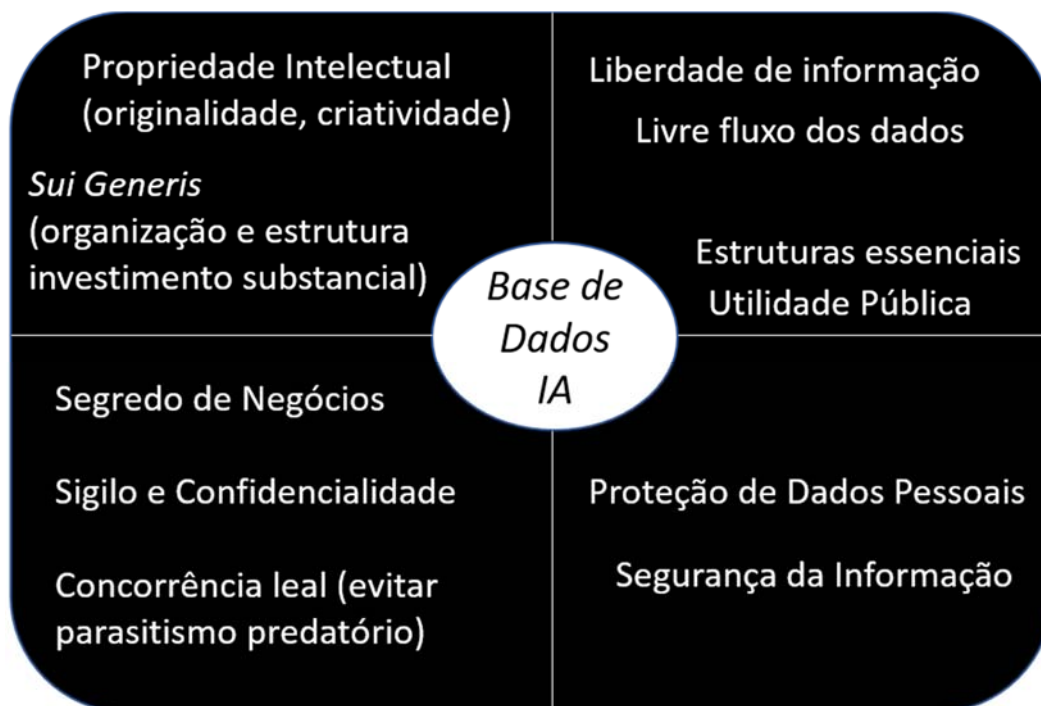 Propriedade Intelectual
(originalidade, criatividade)
Sui Generis
(organização e estrutura
investimento substancial)
Liberdade de informação
Livre fluxo dos dados
Estruturas essenciais
Utilidade Pública
Base de
Dados
IA
Segredo de Negócios
Sigilo e Confidencialidade
Concorrência leal (evitar
parasitismo predatório)
Proteção de Dados Pessoais
Segurança da Informação